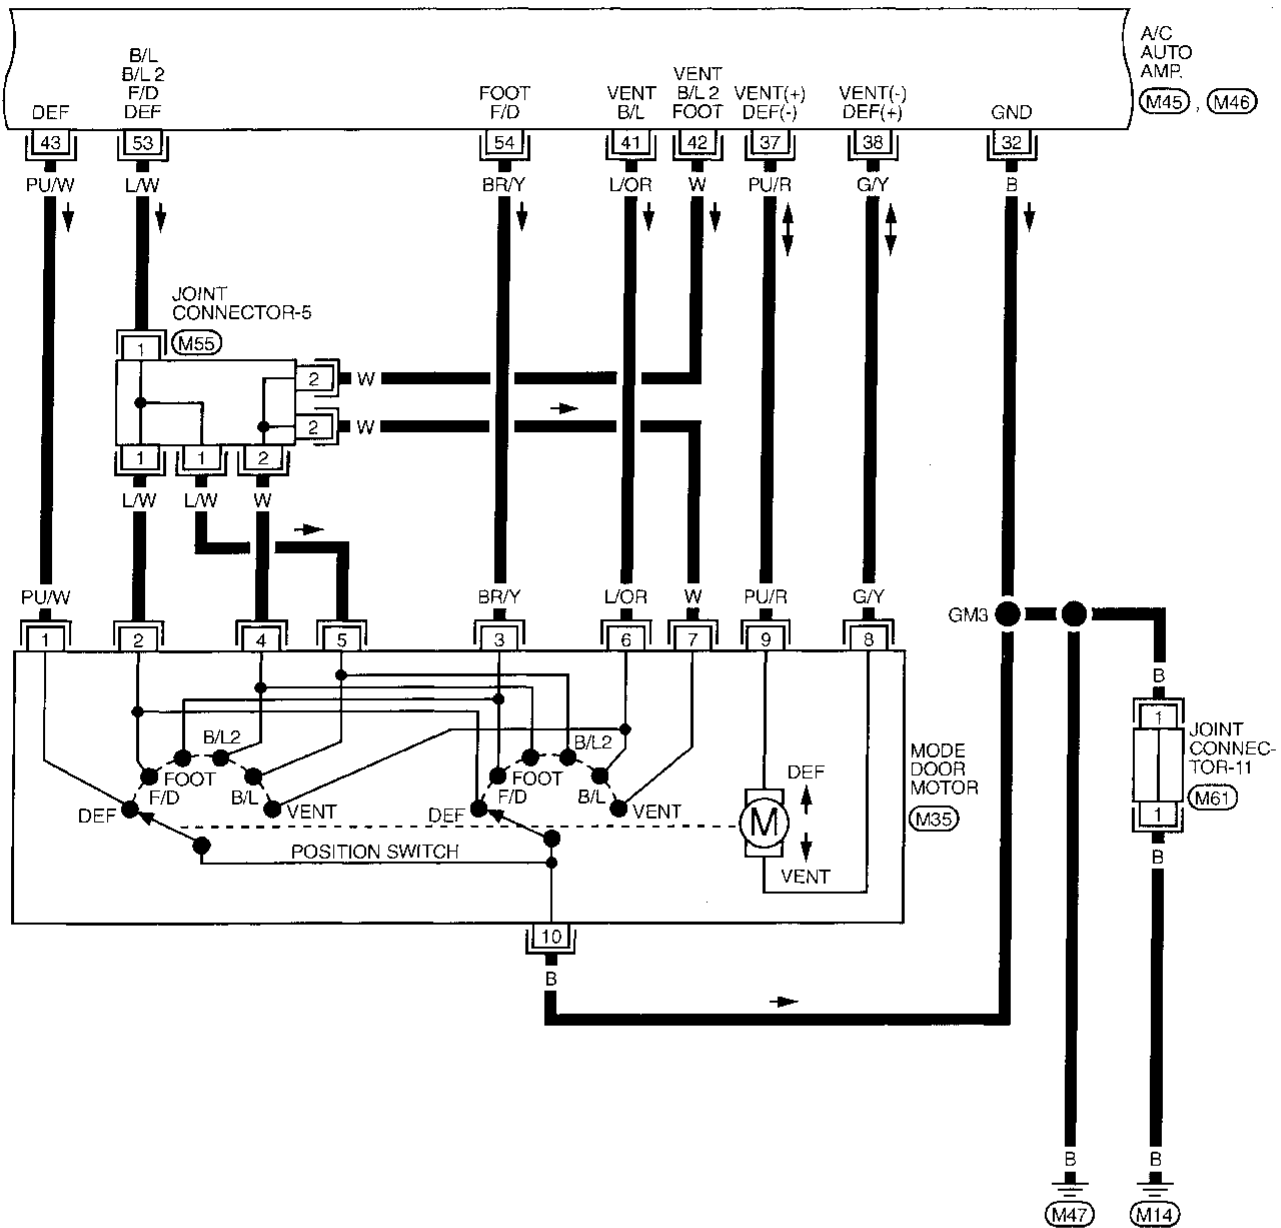 A/C
AUTO
AMP.
M45 , M46
DEF
B/L
B/L 2
F/D
DEF
FOOT
F/D
VENT
B/L
VENT
B/L 2
FOOT
VENT(+)
DEF(-)
VENT(-)
DEF(+)
GND
43
53
54
41
42
37
38
32
PU/W
L/W
BR/Y
L/OR
W
PU/R
G/Y
B
JOINT
CONNECTOR-5
M55
1
2
W
2
W
1
1
2
L/W
L/W
W
PU/W
BR/Y
L/OR
W
PU/R
G/Y
GM3
1
2
4
5
3
6
7
9
8
B
1
JOINT
CONNEC-
TOR-11
M61
1
B
B/L2
FOOT
F/D
B/L
DEF
VENT
B/L2
FOOT
F/D
B/L
DEF
VENT
DEF
M
VENT
MODE
DOOR
MOTOR
M35
POSITION SWITCH
10
B
B
B
M47
M14